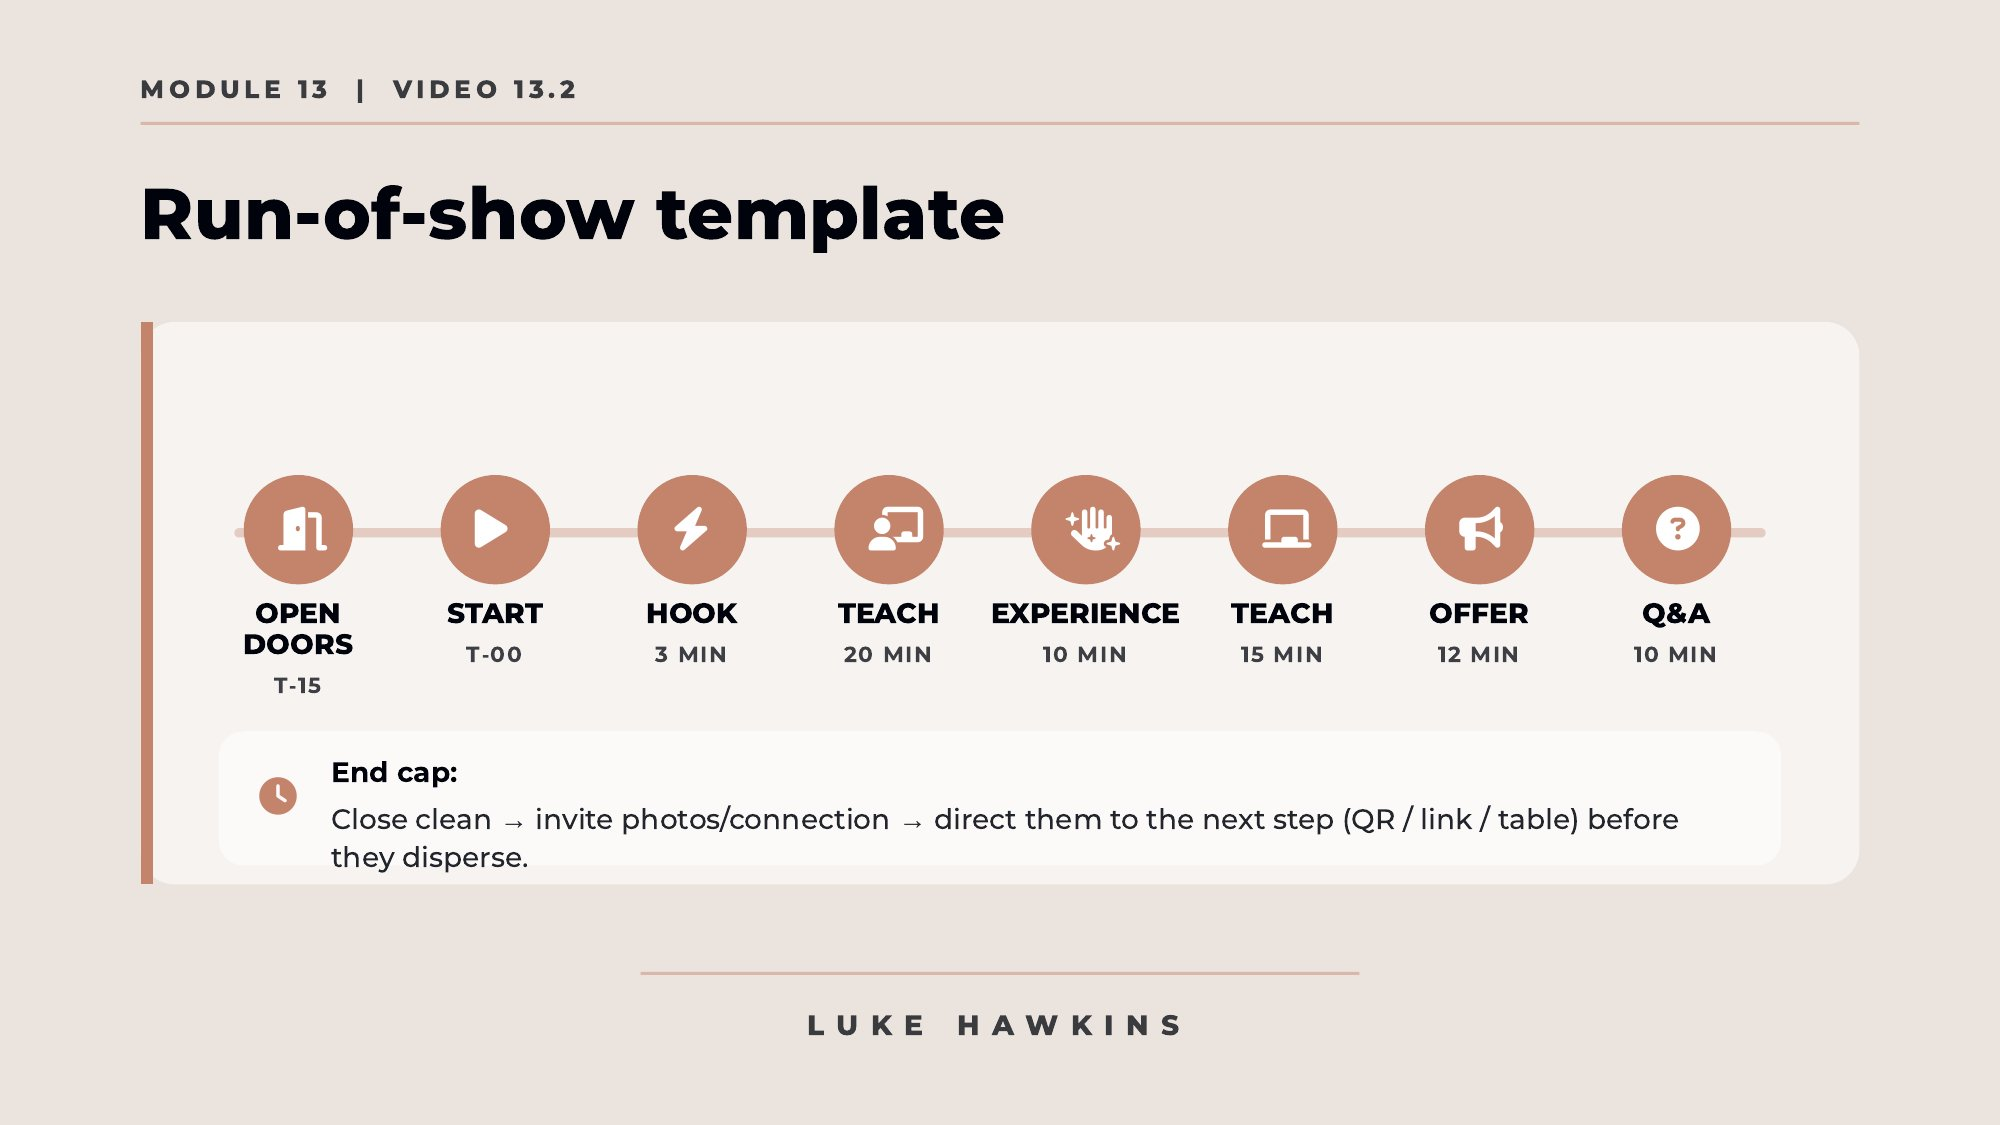 MODULE 13 | VIDEO 13.2
Run-of-show template
OPEN
DOORS
T-15
START
T-00
HOOK
3 MIN
TEACH
20 MIN
EXPERIENCE
10 MIN
TEACH
15 MIN
OFFER
12 MIN
?
Q&A
10 MIN
End cap:
Close clean → invite photos/connection → direct them to the next step (QR / link / table) before
they disperse.
LUKE HAWKINS